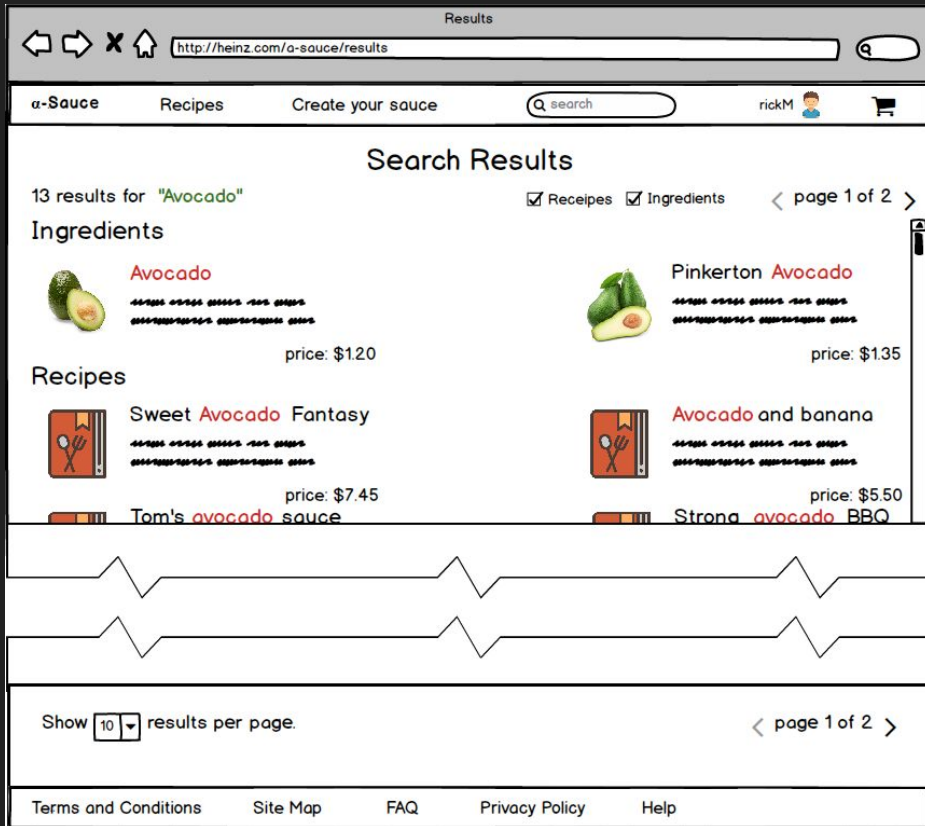 Results
http://heinz.com/a-sauce/results
α-Sauce Recipes Create your sauce search rickM
Search Results
13 results for "Avocado" Receipes Ingredients page 1 of 2
Ingredients
Avocado Pinkerton Avocado
price: $1.20 price: $1.35
Recipes
Sweet Avocado Fantasy Avocado and banana
price: $7.45 price: $5.50
Tom's avocado sauce Strong avocado BBQ
Show 10 results per page. page 1 of 2
Terms and Conditions Site Map FAQ Privacy Policy Help